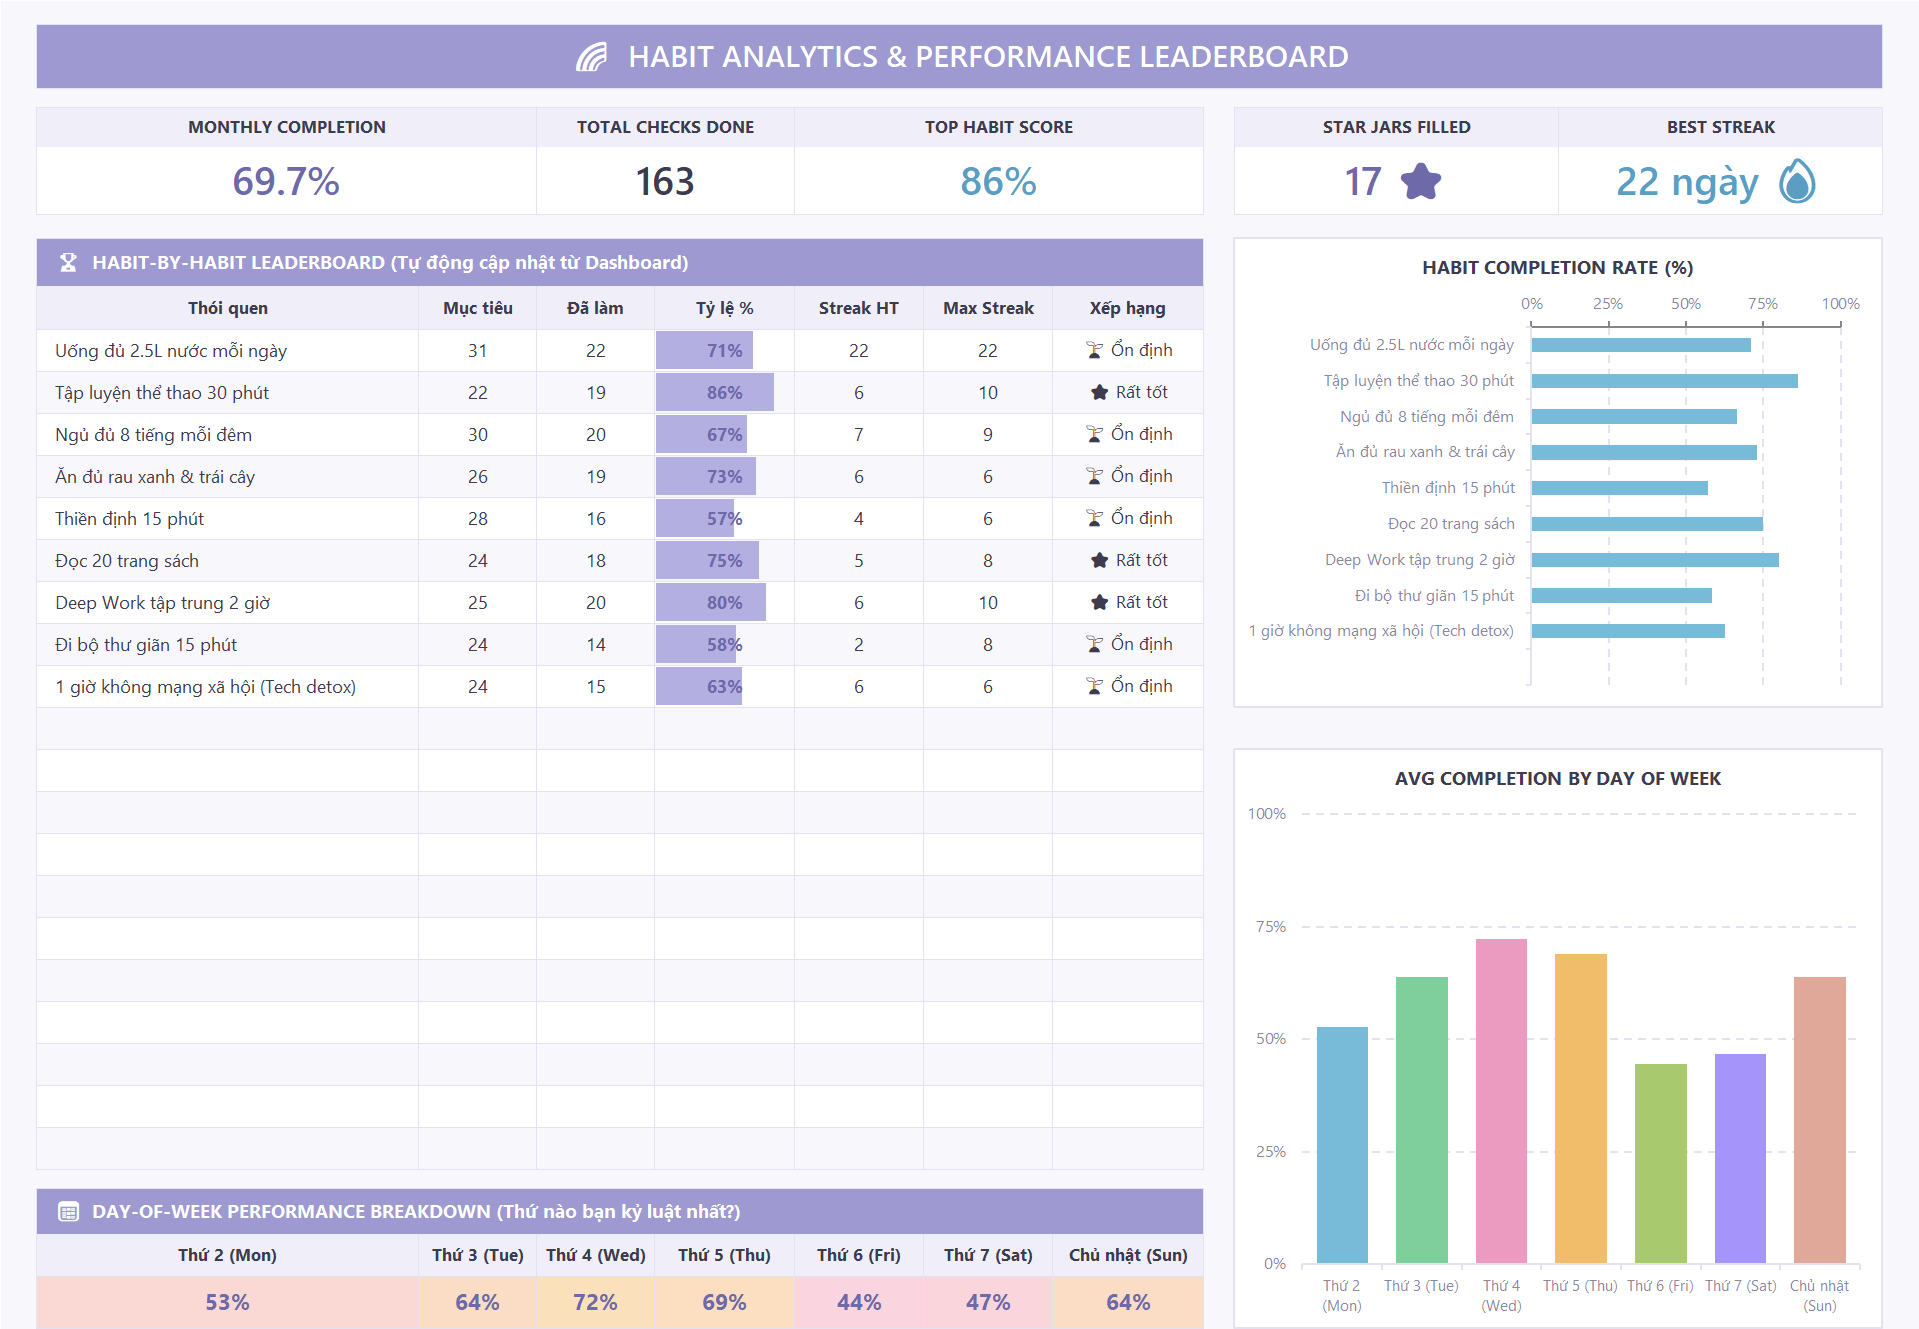 HABIT ANALYTICS & PERFORMANCE LEADERBOARD
MONTHLY COMPLETION
TOTAL CHECKS DONE
TOP HABIT SCORE
STAR JARS FILLED
BEST STREAK
69.7%
163
86%
17
22 ngày
HABIT-BY-HABIT LEADERBOARD (Tự động cập nhật từ Dashboard)
Thói quen Mục tiêu Đã làm Tỷ lệ % Streak HT Max Streak Xếp hạng
Uống đủ 2.5L nước mỗi ngày 31 22 71% 22 22 Ổn định
Tập luyện thể thao 30 phút 22 19 86% 6 10 Rất tốt
Ngủ đủ 8 tiếng mỗi đêm 30 20 67% 7 9 Ổn định
Ăn đủ rau xanh & trái cây 26 19 73% 6 6 Ổn định
Thiền định 15 phút 28 16 57% 4 6 Ổn định
Đọc 20 trang sách 24 18 75% 5 8 Rất tốt
Deep Work tập trung 2 giờ 25 20 80% 6 10 Rất tốt
Đi bộ thư giãn 15 phút 24 14 58% 2 8 Ổn định
1 giờ không mạng xã hội (Tech detox) 24 15 63% 6 6 Ổn định
HABIT COMPLETION RATE (%)
0% 25% 50% 75% 100%
Uống đủ 2.5L nước mỗi ngày
Tập luyện thể thao 30 phút
Ngủ đủ 8 tiếng mỗi đêm
Ăn đủ rau xanh & trái cây
Thiền định 15 phút
Đọc 20 trang sách
Deep Work tập trung 2 giờ
Đi bộ thư giãn 15 phút
1 giờ không mạng xã hội (Tech detox)
AVG COMPLETION BY DAY OF WEEK
100%
75%
50%
25%
0%
Thứ 2 Thứ 3 (Tue) Thứ 4 Thứ 5 (Thu) Thứ 6 (Fri) Thứ 7 (Sat) Chủ nhật
(Mon) (Wed) (Sun)
DAY-OF-WEEK PERFORMANCE BREAKDOWN (Thứ nào bạn kỷ luật nhất?)
Thứ 2 (Mon) Thứ 3 (Tue) Thứ 4 (Wed) Thứ 5 (Thu) Thứ 6 (Fri) Thứ 7 (Sat) Chủ nhật (Sun)
53% 64% 72% 69% 44% 47% 64%